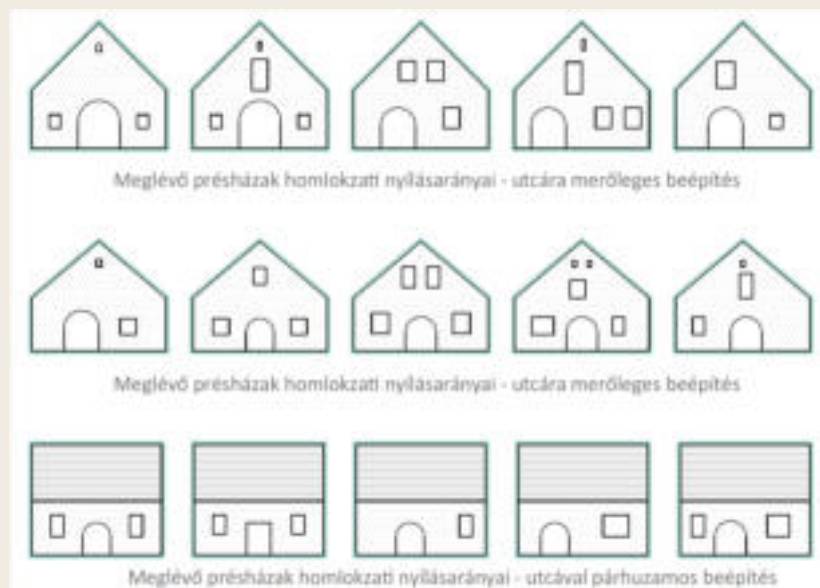 Meglévő présházak homlokzati nyílásarányai - utcára merőleges beépítés
Meglévő présházak homlokzati nyílásarányai - utcára merőleges beépítés
Meglévő présházak homlokzati nyílásarányai - utcával párhuzamos beépítés